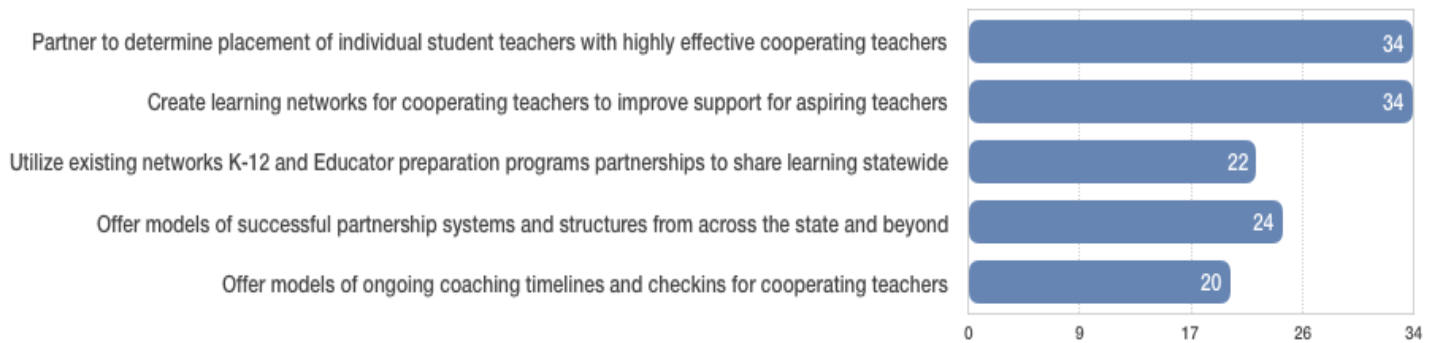 Partner to determine placement of individual student teachers with highly effective cooperating teachers 34
Create learning networks for cooperating teachers to improve support for aspiring teachers 34
Utilize existing networks K-12 and Educator preparation programs partnerships to share learning statewide 22
Offer models of successful partnership systems and structures from across the state and beyond 24
Offer models of ongoing coaching timelines and checkins for cooperating teachers 20
0 9 17 26 34